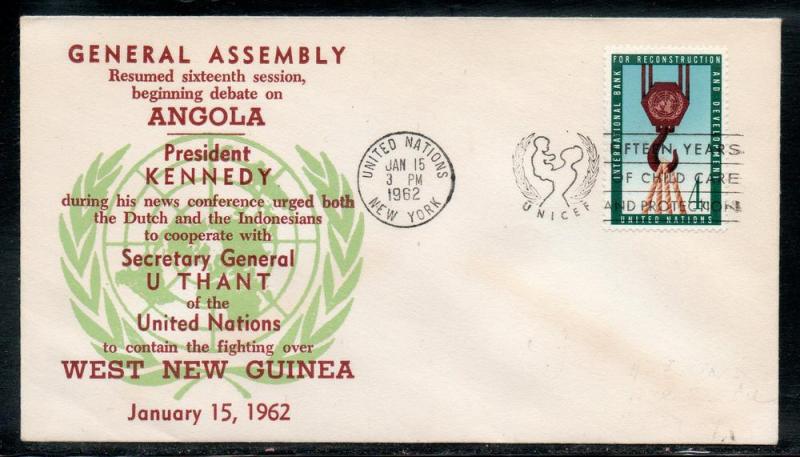 GENERAL ASSEMBLY
Resumed sixteenth session,
beginning debate on
ANGOLA
President
KENNEDY
during his news conference urged both
the Dutch and the Indonesians
to cooperate with
Secretary General
U THANT
of the
United Nations
to contain the fighting over
WEST NEW GUINEA
January 15, 1962
UNITED NATIONS
JAN 15
3 PM
1962
NEW YORK
UNICEF
FTEEN YEARS
F CHILD CARE
AND PROTECTION
INTERNATIONAL BANK FOR RECONSTRUCTION AND DEVELOPMENT
4
UNITED NATIONS